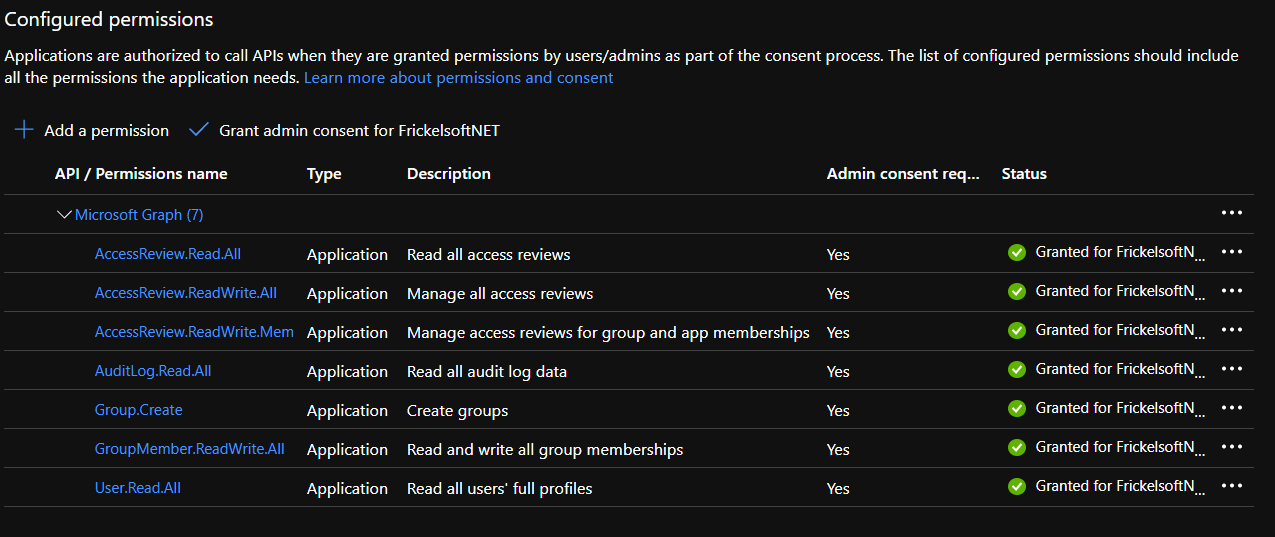 Configured permissions
Applications are authorized to call APIs when they are granted permissions by users/admins as part of the consent process. The list of configured permissions should include
all the permissions the application needs. Learn more about permissions and consent
Add a permission Grant admin consent for FrickelsoftNET
API / Permissions name Type Description Admin consent req... Status
Microsoft Graph (7)
AccessReview.Read.All Application Read all access reviews Yes Granted for FrickelsoftN...
AccessReview.ReadWrite.All Application Manage all access reviews Yes Granted for FrickelsoftN...
AccessReview.ReadWrite.Mem Application Manage access reviews for group and app memberships Yes Granted for FrickelsoftN...
AuditLog.Read.All Application Read all audit log data Yes Granted for FrickelsoftN...
Group.Create Application Create groups Yes Granted for FrickelsoftN...
GroupMember.ReadWrite.All Application Read and write all group memberships Yes Granted for FrickelsoftN...
User.Read.All Application Read all users' full profiles Yes Granted for FrickelsoftN...